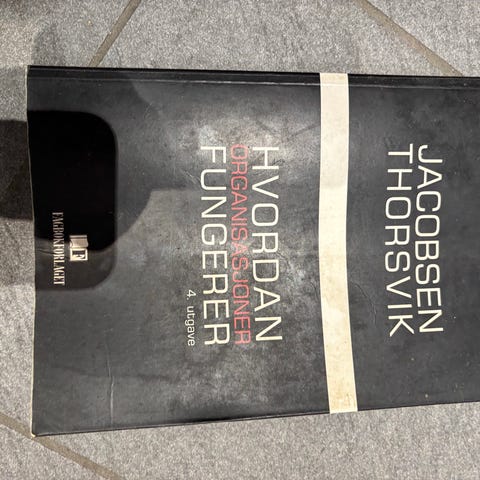 JACOBSEN
THORSVIK
HVORDAN
ORGANISASJONER
FUNGERER
4. utgave
FAGBOKFORLAGET